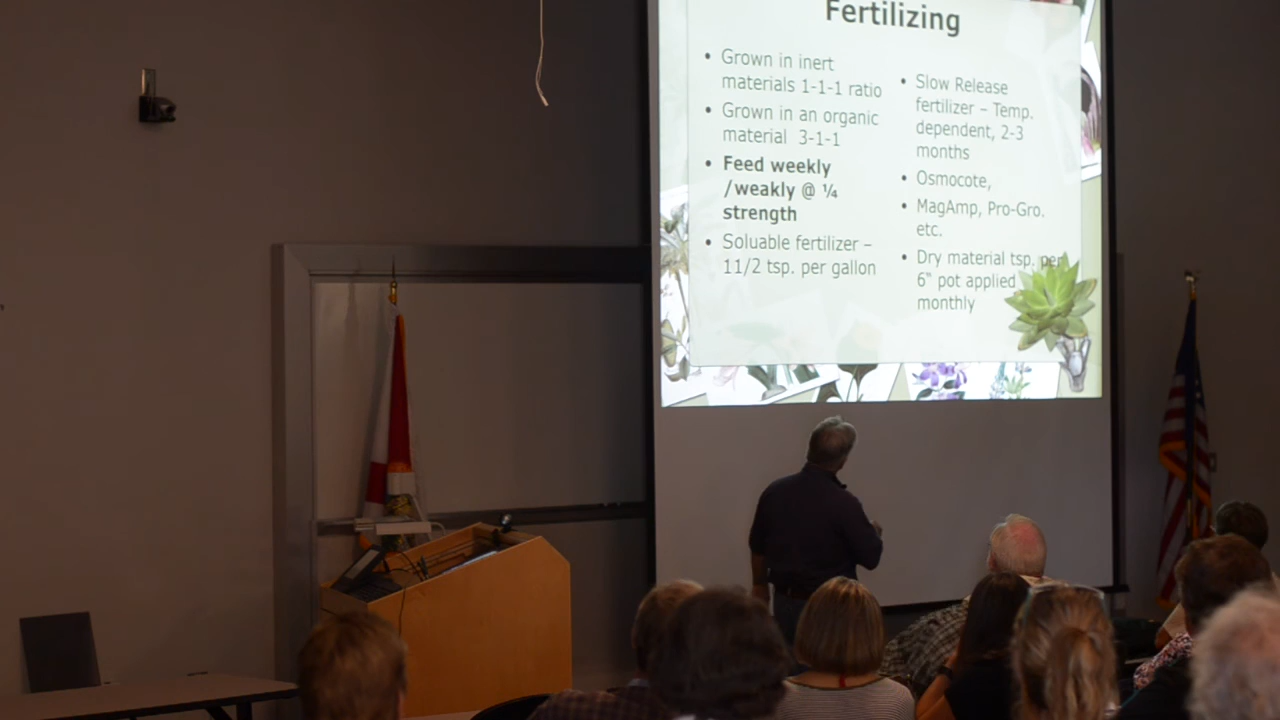 Fertilizing
• Grown in inert
materials 1-1-1 ratio
• Grown in an organic
material 3-1-1
• Feed weekly
/weakly @ ¼
strength
• Soluable fertilizer –
11/2 tsp. per gallon
• Slow Release
fertilizer – Temp.
dependent, 2-3
months
• Osmocote,
• MagAmp, Pro-Gro.
etc.
• Dry material tsp. per
6" pot applied
monthly